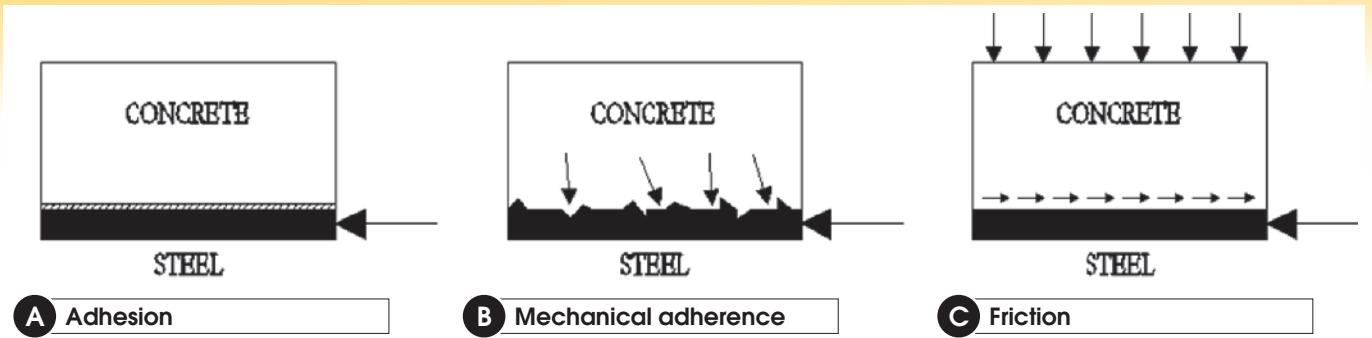 CONCRETE
STEEL
A Adhesion
CONCRETE
STEEL
B Mechanical adherence
CONCRETE
STEEL
C Friction